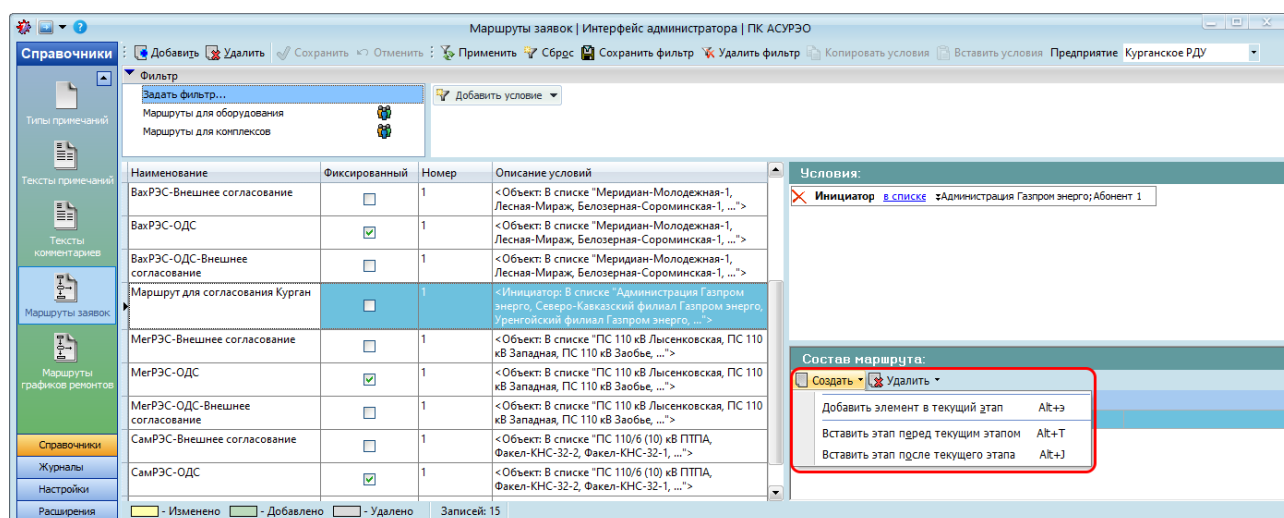 Маршруты заявок | Интерфейс администратора | ПК АСУРЭО
Справочники
Добавить Удалить Сохранить Отменить Применить Сброс Сохранить фильтр Удалить фильтр Копировать условия Вставить условия Предприятие Курганское РДУ
Типы примечаний
Тексты примечаний
Тексты
комментариев
Маршруты заявок
Маршруты
графиков ремонтов
Справочники
Журналы
Настройки
Расширения
Фильтр
Задать фильтр...
Маршруты для оборудования
Маршруты для комплексов
Добавить условие
Наименование Фиксированный Номер Описание условий
ВахРЭС-Внешнее согласование 1 <Объект: В списке "Меридиан-Молодежная-1,
Лесная-Мираж, Белозерная-Сороминская-1, ...">
ВахРЭС-ОДС 1 <Объект: В списке "Меридиан-Молодежная-1,
Лесная-Мираж, Белозерная-Сороминская-1, ...">
ВахРЭС-ОДС-Внешнее 1 <Объект: В списке "Меридиан-Молодежная-1,
согласование Лесная-Мираж, Белозерная-Сороминская-1, ...">
Маршрут для согласования Курган 1 <Инициатор: В списке "Администрация Газпром
энерго, Северо-Кавказский филиал Газпром энерго,
Уренгойский филиал Газпром энерго, ...">
МегРЭС-Внешнее согласование 1 <Объект: В списке "ПС 110 кВ Лысенковская, ПС 110
кВ Западная, ПС 110 кВ Заобье, ...">
МегРЭС-ОДС 1 <Объект: В списке "ПС 110 кВ Лысенковская, ПС 110
кВ Западная, ПС 110 кВ Заобье, ...">
МегРЭС-ОДС-Внешнее 1 <Объект: В списке "ПС 110 кВ Лысенковская, ПС 110
согласование кВ Западная, ПС 110 кВ Заобье, ...">
СамРЭС-Внешнее согласование 1 <Объект: В списке "ПС 110/6 (10) кВ ПТПА,
Факел-КНС-32-2, Факел-КНС-32-1, ...">
СамРЭС-ОДС 1 <Объект: В списке "ПС 110/6 (10) кВ ПТПА,
Факел-КНС-32-2, Факел-КНС-32-1, ...">
- Изменено - Добавлено - Удалено Записей: 15
Условия:
Инициатор в списке Администрация Газпром энерго; Абонент 1
Состав маршрута:
Создать Удалить
Добавить элемент в текущий этап Alt+э
Вставить этап перед текущим этапом Alt+T
Вставить этап после текущего этапа Alt+J